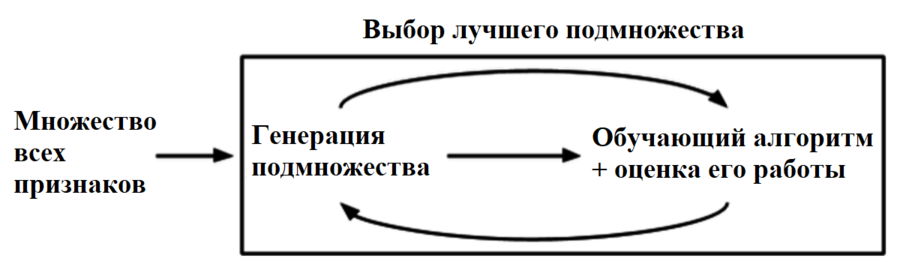 Выбор лучшего подмножества
Множество
всех
признаков
Генерация
подмножества
Обучающий алгоритм
+ оценка его работы